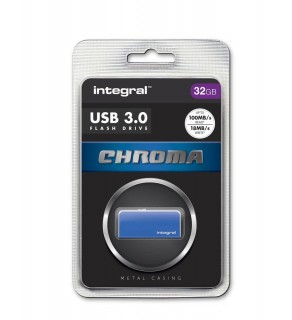 integral
32GB
USB 3.0
FLASH DRIVE
UP TO
100MB/s
READ*
18MB/s
WRITE*
CHROMA
integral
METAL CASING